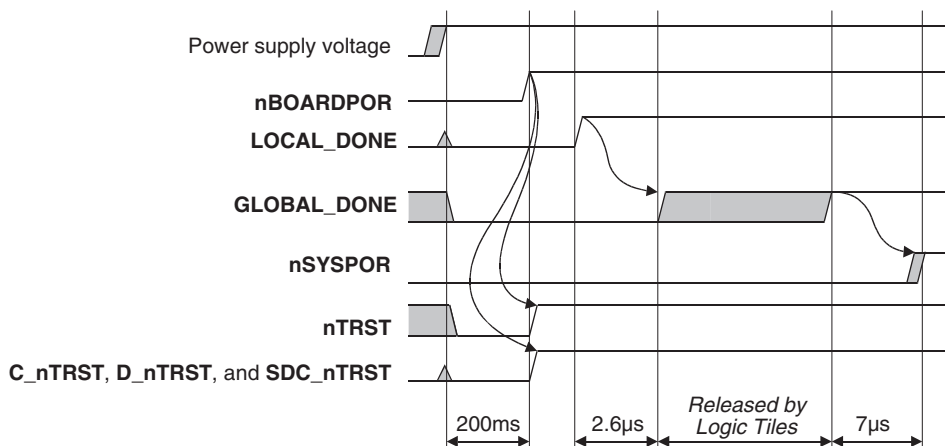 Power supply voltage
nBOARDPOR
LOCAL_DONE
GLOBAL_DONE
nSYSPOR
nTRST
C_nTRST, D_nTRST, and SDC_nTRST
200ms
2.6µs
Released by
Logic Tiles
7µs